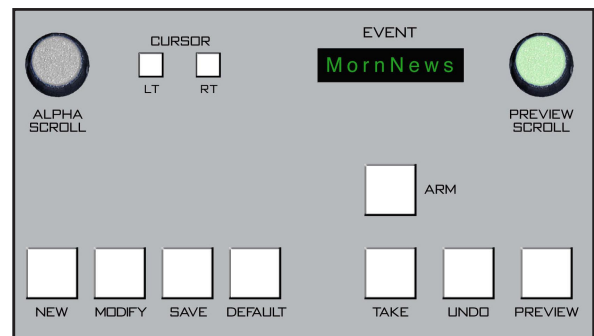 CURSOR
EVENT
MornNews
LT RT
ALPHA
SCROLL
PREVIEW
SCROLL
ARM
NEW MODIFY SAVE DEFAULT TAKE UNDO PREVIEW